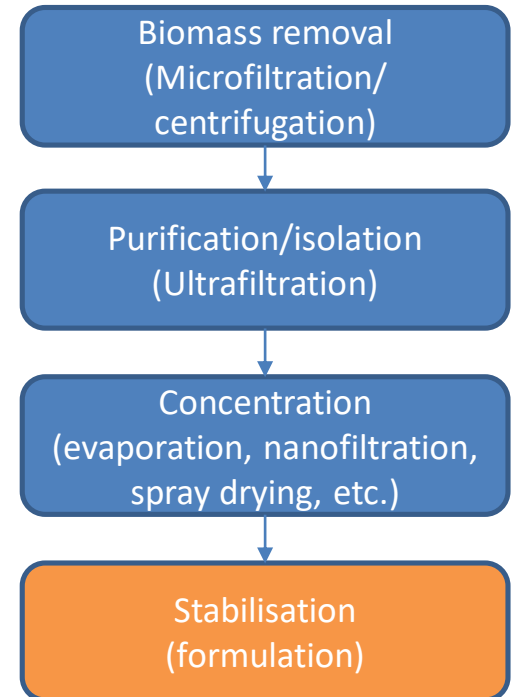 Biomass removal
(Microfiltration/
centrifugation)
Purification/isolation
(Ultrafiltration)
Concentration
(evaporation, nanofiltration,
spray drying, etc.)
Stabilisation
(formulation)